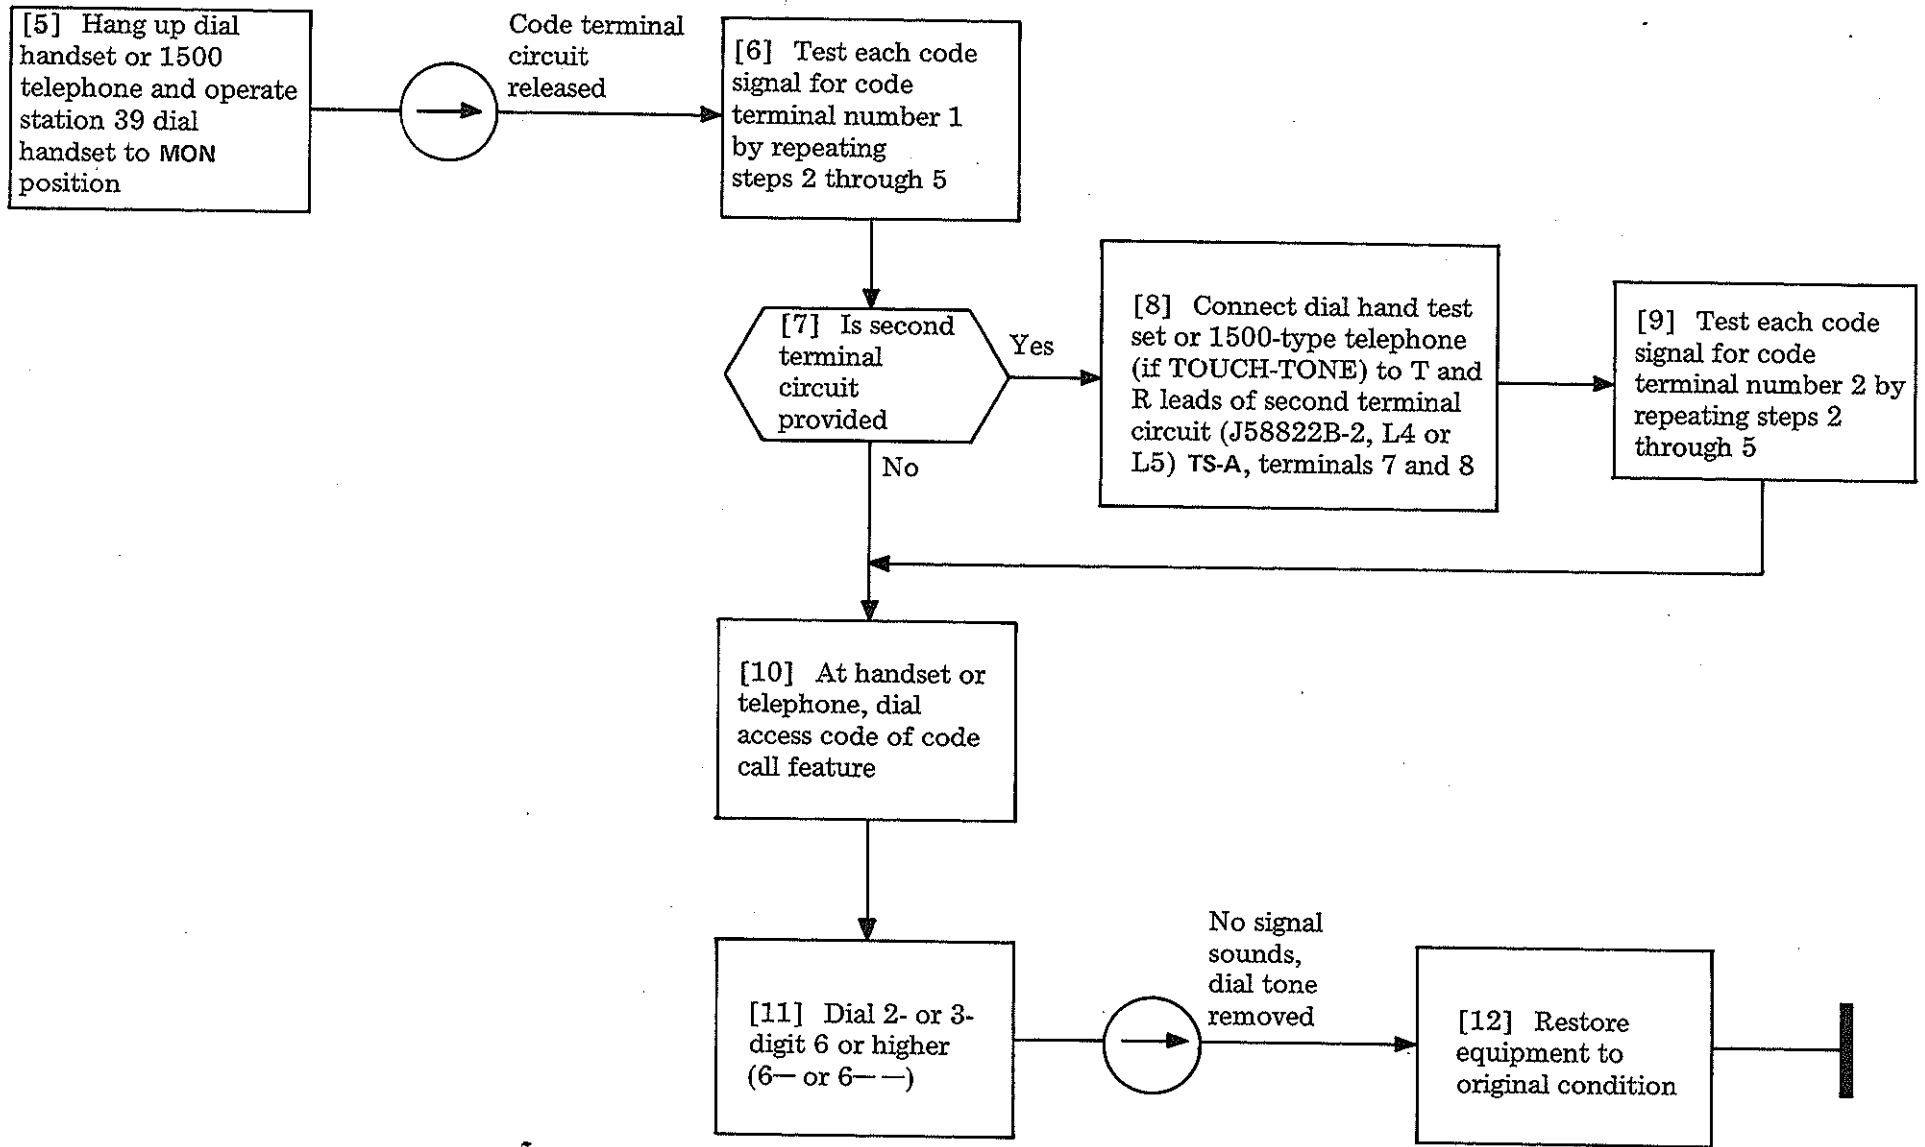 [5] Hang up dial
handset or 1500
telephone and operate
station 39 dial
handset to MON
position
Code terminal
circuit
released
[6] Test each code
signal for code
terminal number 1
by repeating
steps 2 through 5
[7] Is second
terminal
circuit
provided
Yes
No
[8] Connect dial hand test
set or 1500-type telephone
(if TOUCH-TONE) to T and
R leads of second terminal
circuit (J58822B-2, L4 or
L5) TS-A, terminals 7 and 8
[9] Test each code
signal for code
terminal number 2 by
repeating steps 2
through 5
[10] At handset or
telephone, dial
access code of code
call feature
[11] Dial 2- or 3-
digit 6 or higher
(6— or 6— —)
No signal
sounds,
dial tone
removed
[12] Restore
equipment to
original condition